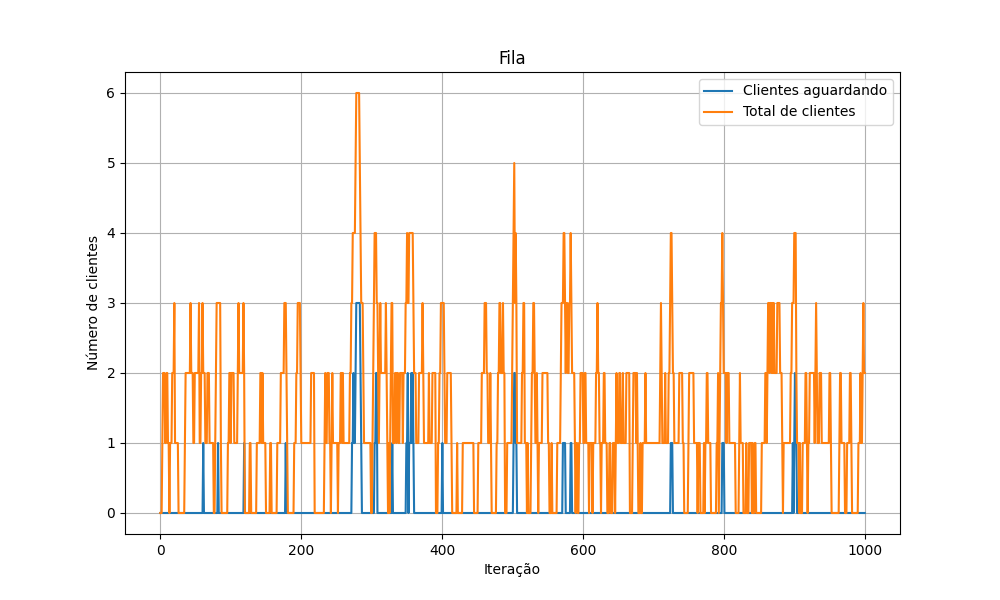 Fila
Clientes aguardando
Total de clientes
Número de clientes
6
5
4
3
2
1
0
0 200 400 600 800 1000
Iteração